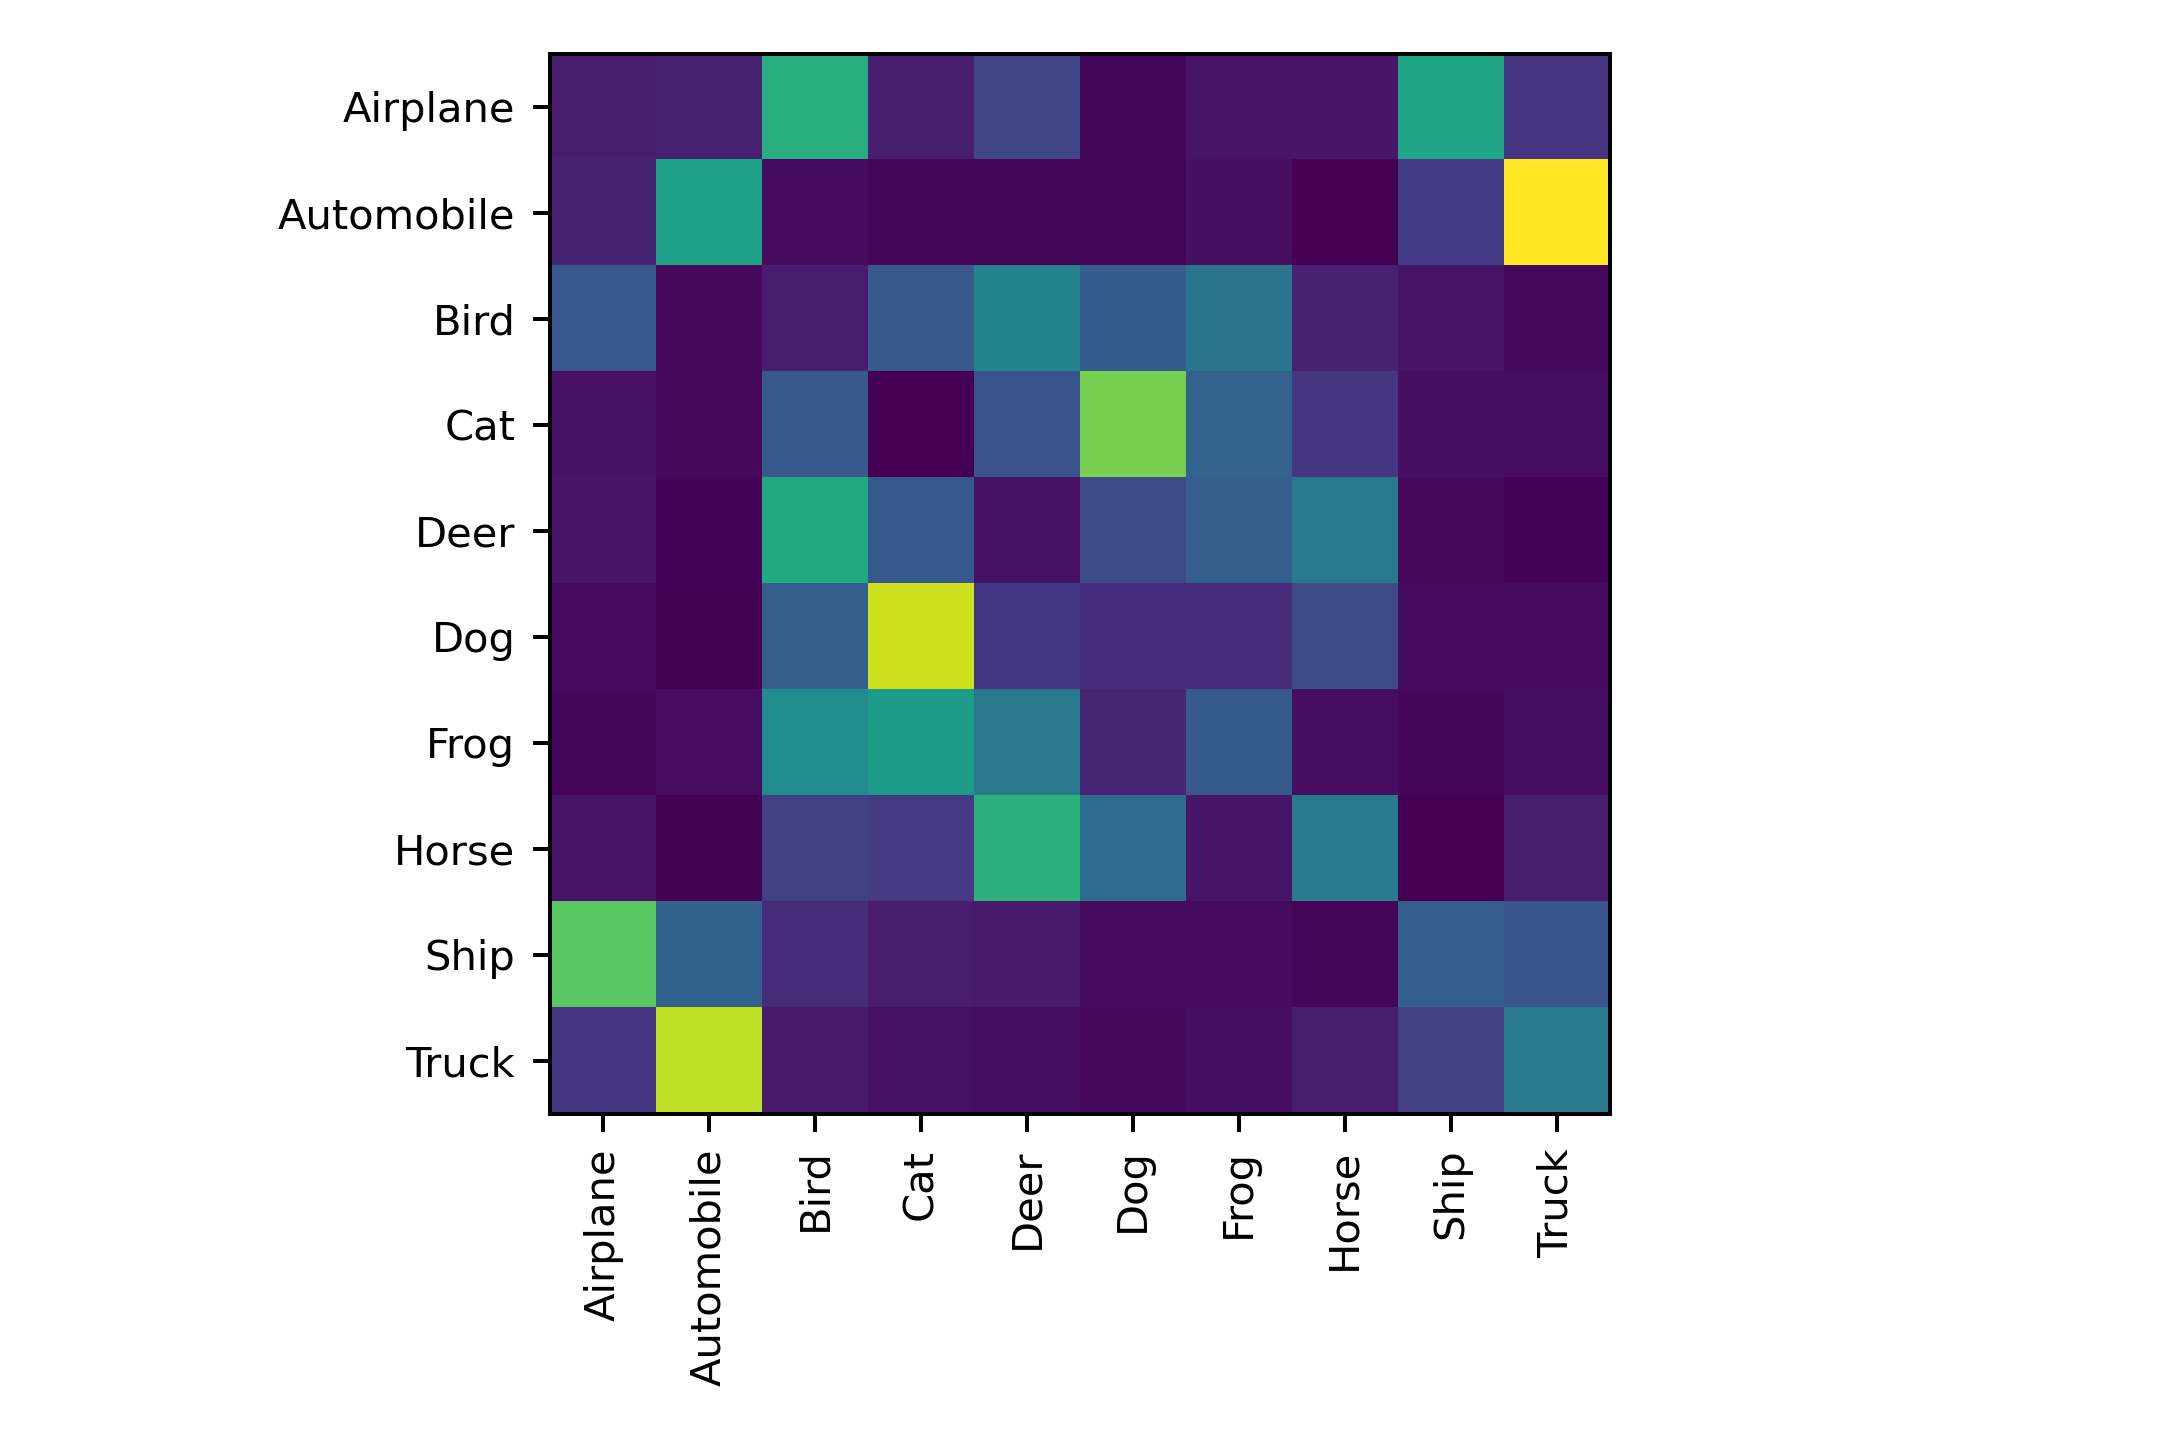 Airplane
Automobile
Bird
Cat
Deer
Dog
Frog
Horse
Ship
Truck
Airplane
Automobile
Bird
Cat
Deer
Dog
Frog
Horse
Ship
Truck